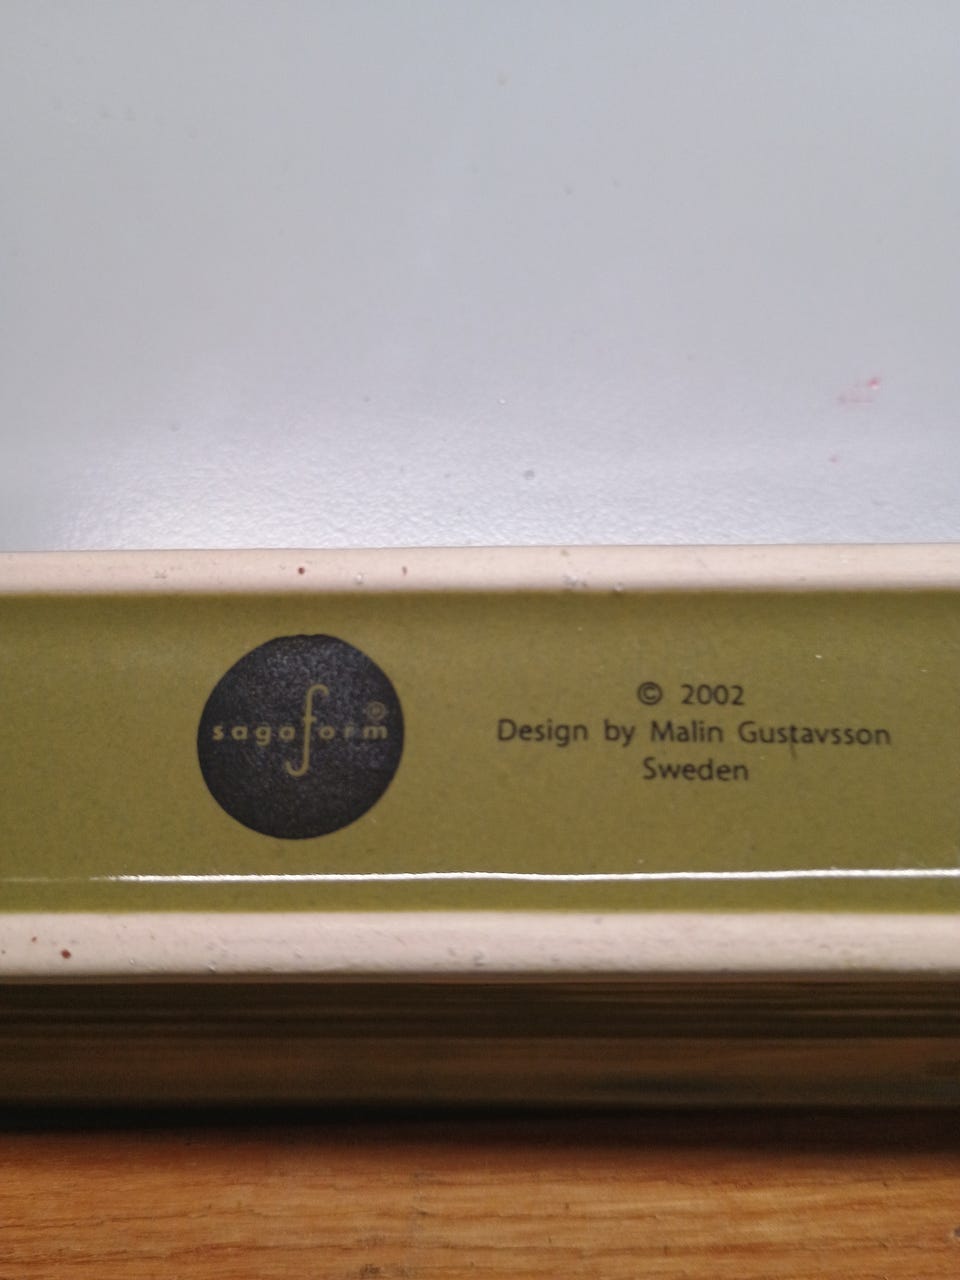 sagaform®
© 2002
Design by Malin Gustavsson
Sweden